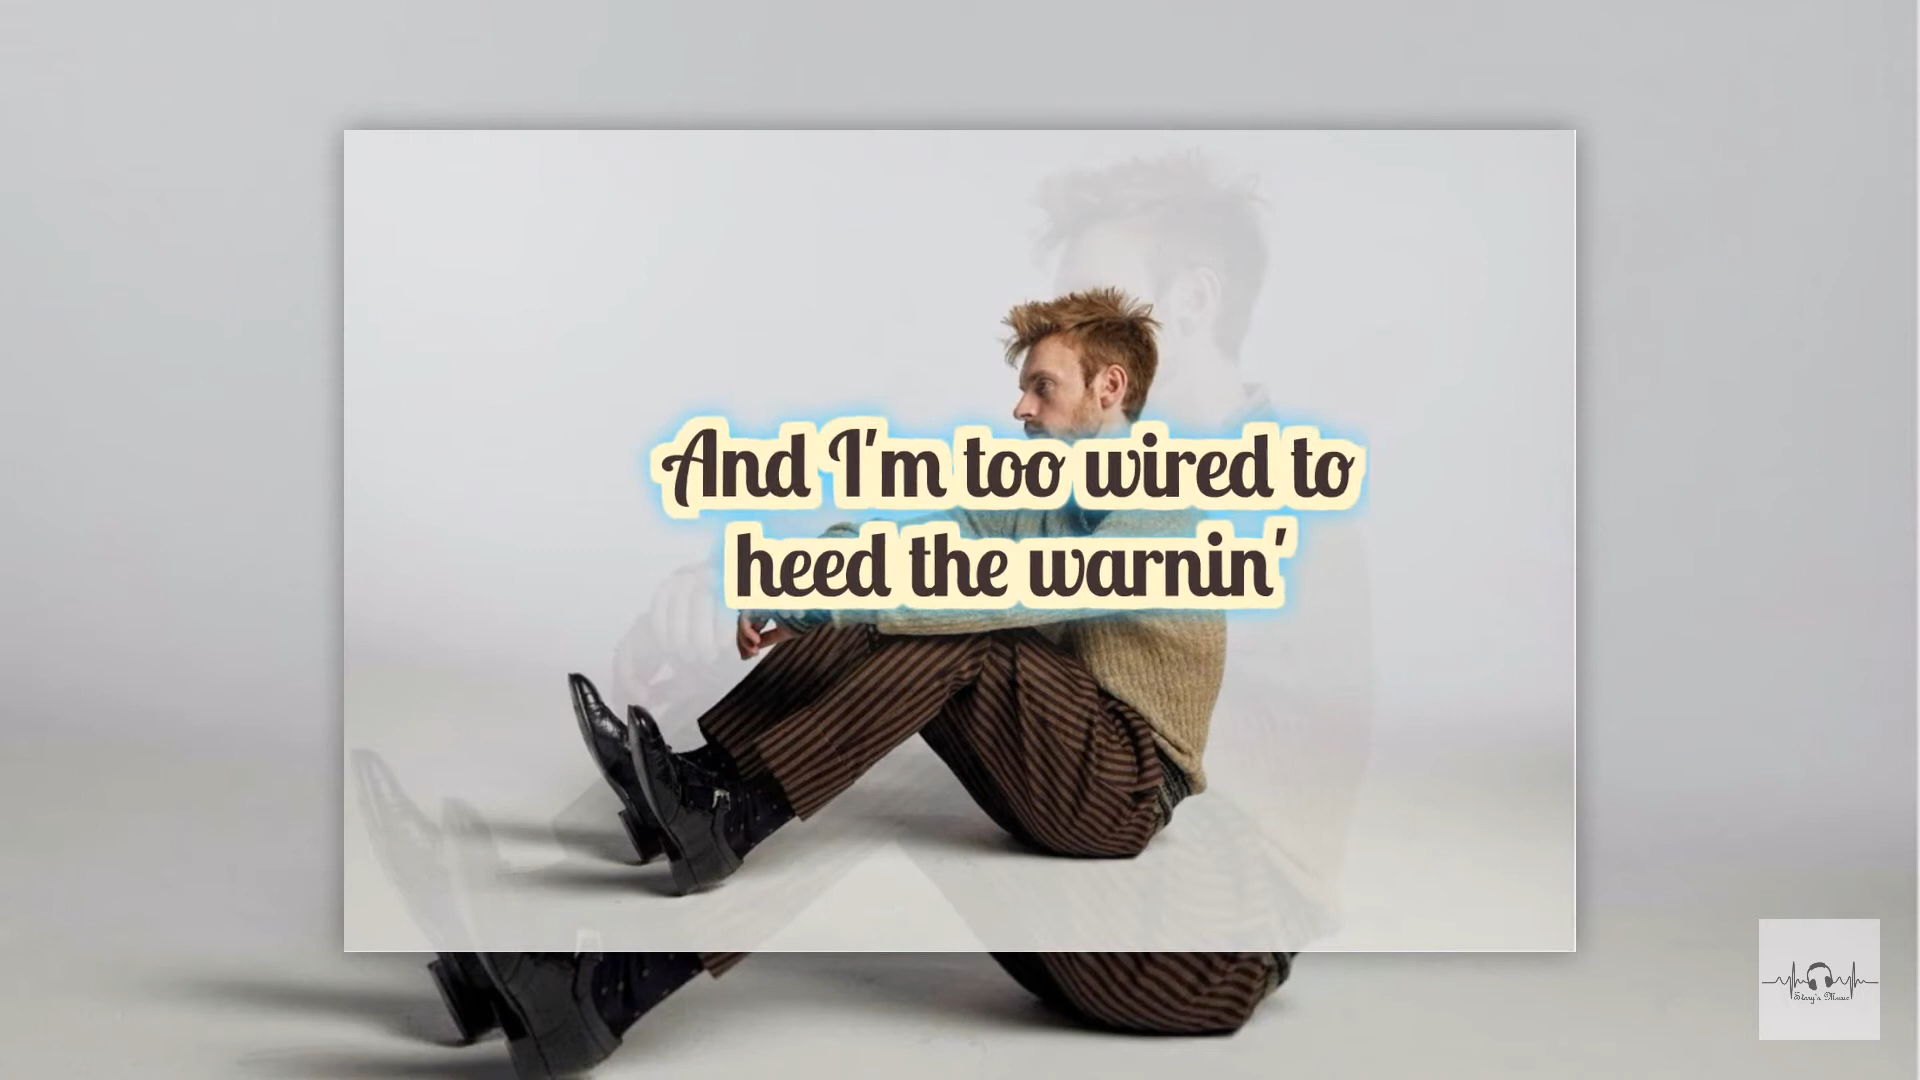 And I'm too wired to
heed the warnin'